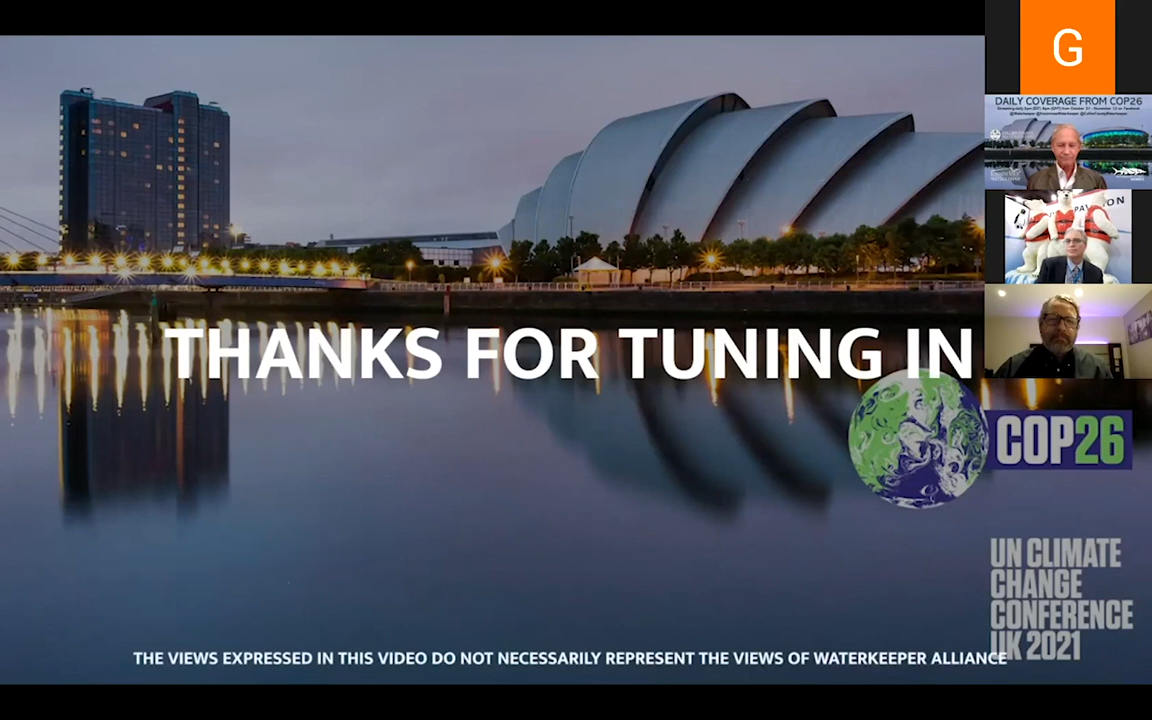 G
DAILY COVERAGE FROM COP26
PAVILION
THANKS FOR TUNING IN
COP26
UN CLIMATE
CHANGE
CONFERENCE
UK 2021
THE VIEWS EXPRESSED IN THIS VIDEO DO NOT NECESSARILY REPRESENT THE VIEWS OF WATERKEEPER ALLIANCE